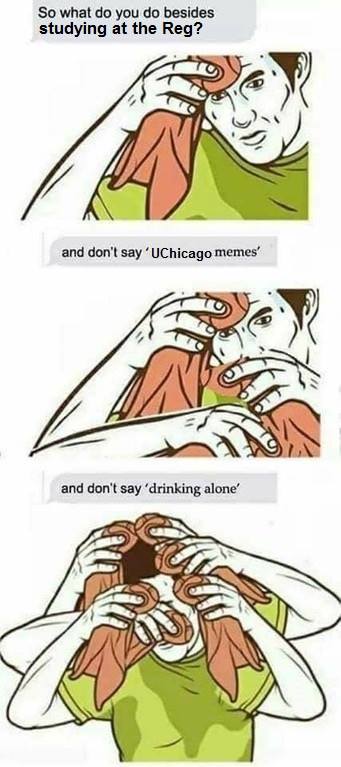 So what do you do besides
studying at the Reg?
and don't say ‘UChicago memes’
and don't say ‘drinking alone’